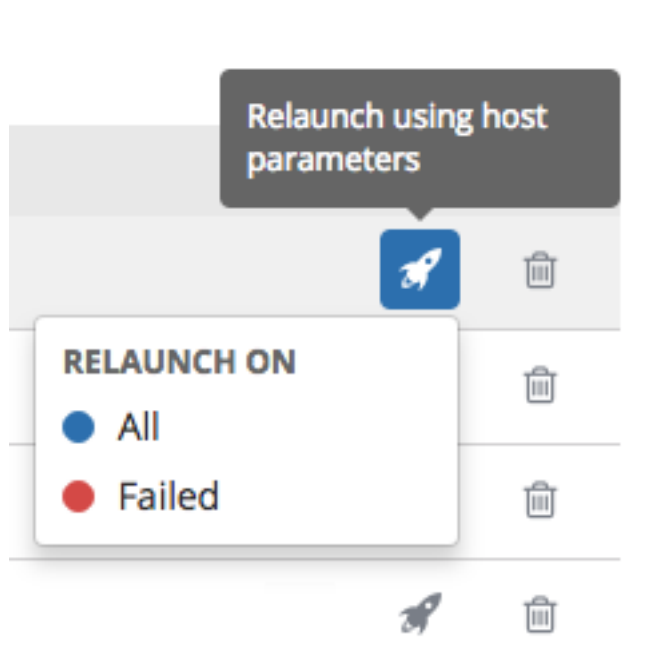 Relaunch using host
parameters
RELAUNCH ON
All
Failed